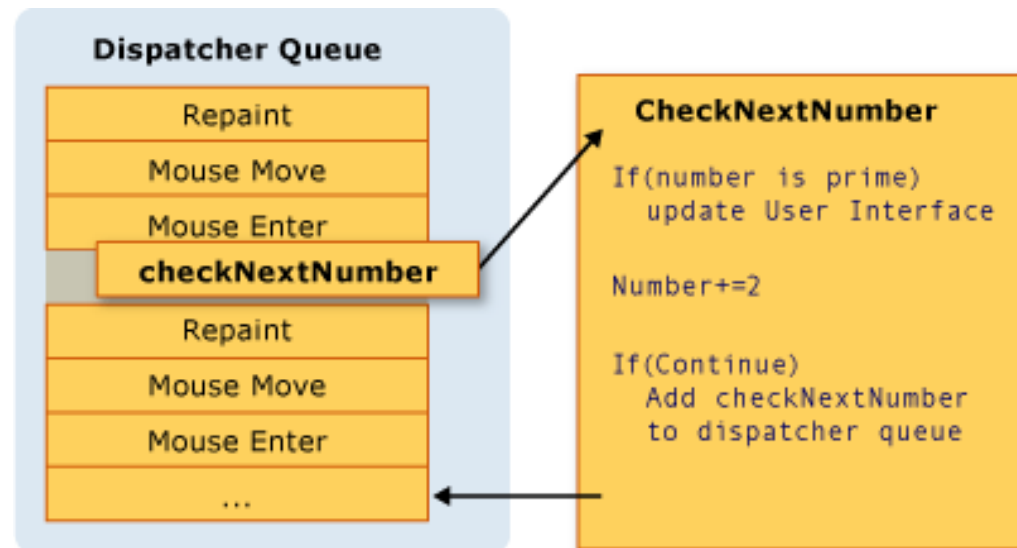 Dispatcher Queue
Repaint
Mouse Move
Mouse Enter
checkNextNumber
Repaint
Mouse Move
Mouse Enter
...
CheckNextNumber
If(number is prime)
update User Interface
Number+=2
If(Continue)
Add checkNextNumber
to dispatcher queue